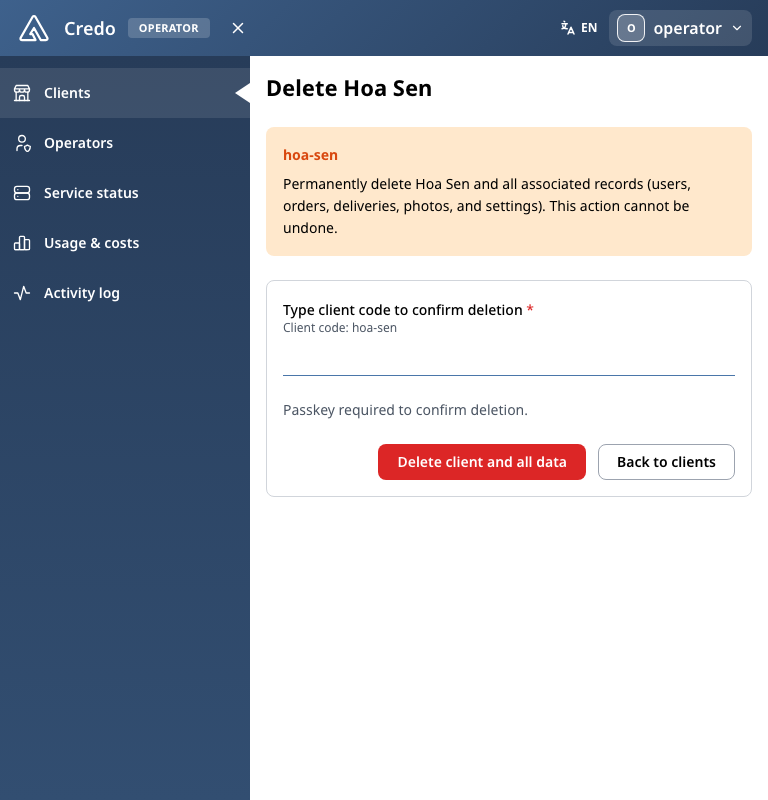 Credo
OPERATOR
EN
O
operator
Clients
Operators
Service status
Usage & costs
Activity log
Delete Hoa Sen
hoa-sen
Permanently delete Hoa Sen and all associated records (users,
orders, deliveries, photos, and settings). This action cannot be
undone.
Type client code to confirm deletion *
Client code: hoa-sen
Passkey required to confirm deletion.
Delete client and all data
Back to clients